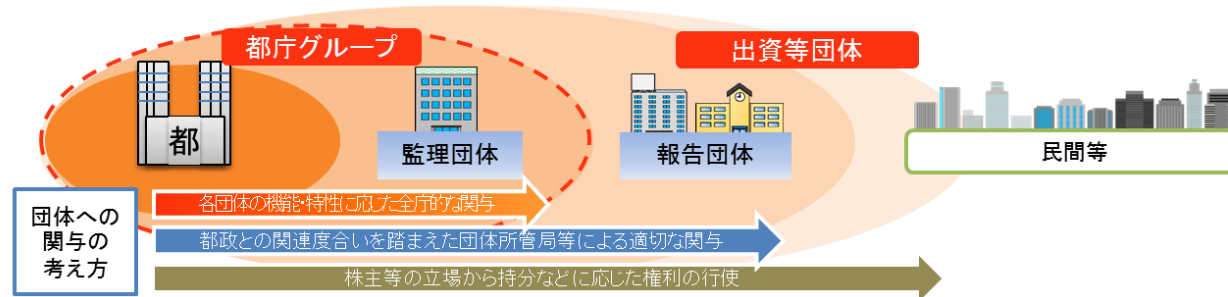 都庁グループ
出資等団体
都
監理団体
報告団体
民間等
団体への
関与の
考え方
各団体の機能・特性に応じた全庁的な関与
都政との関連度合いを踏まえた団体所管局等による適切な関与
株主等の立場から持分などに応じた権利の行使